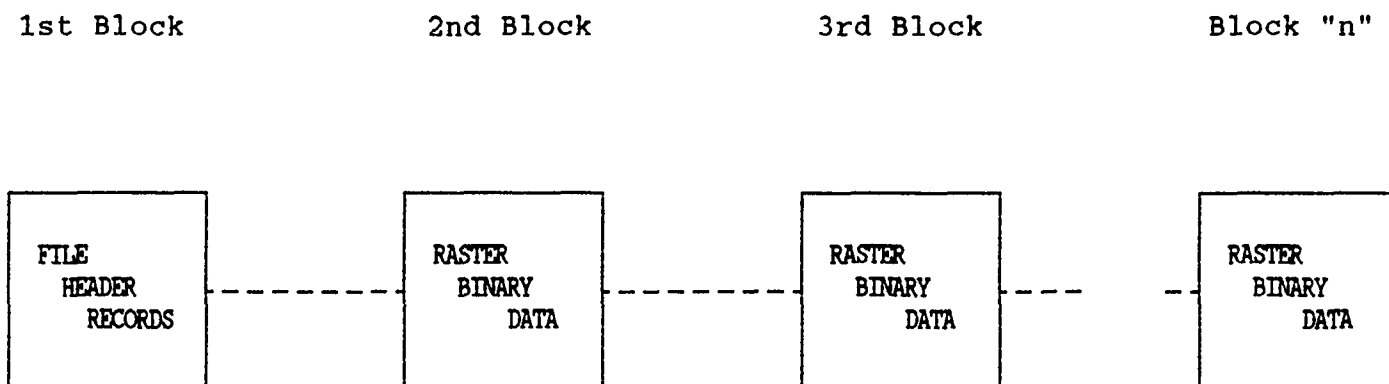 1st Block 2nd Block 3rd Block Block "n"
FILE
HEADER
RECORDS
RASTER
BINARY
DATA
RASTER
BINARY
DATA
RASTER
BINARY
DATA